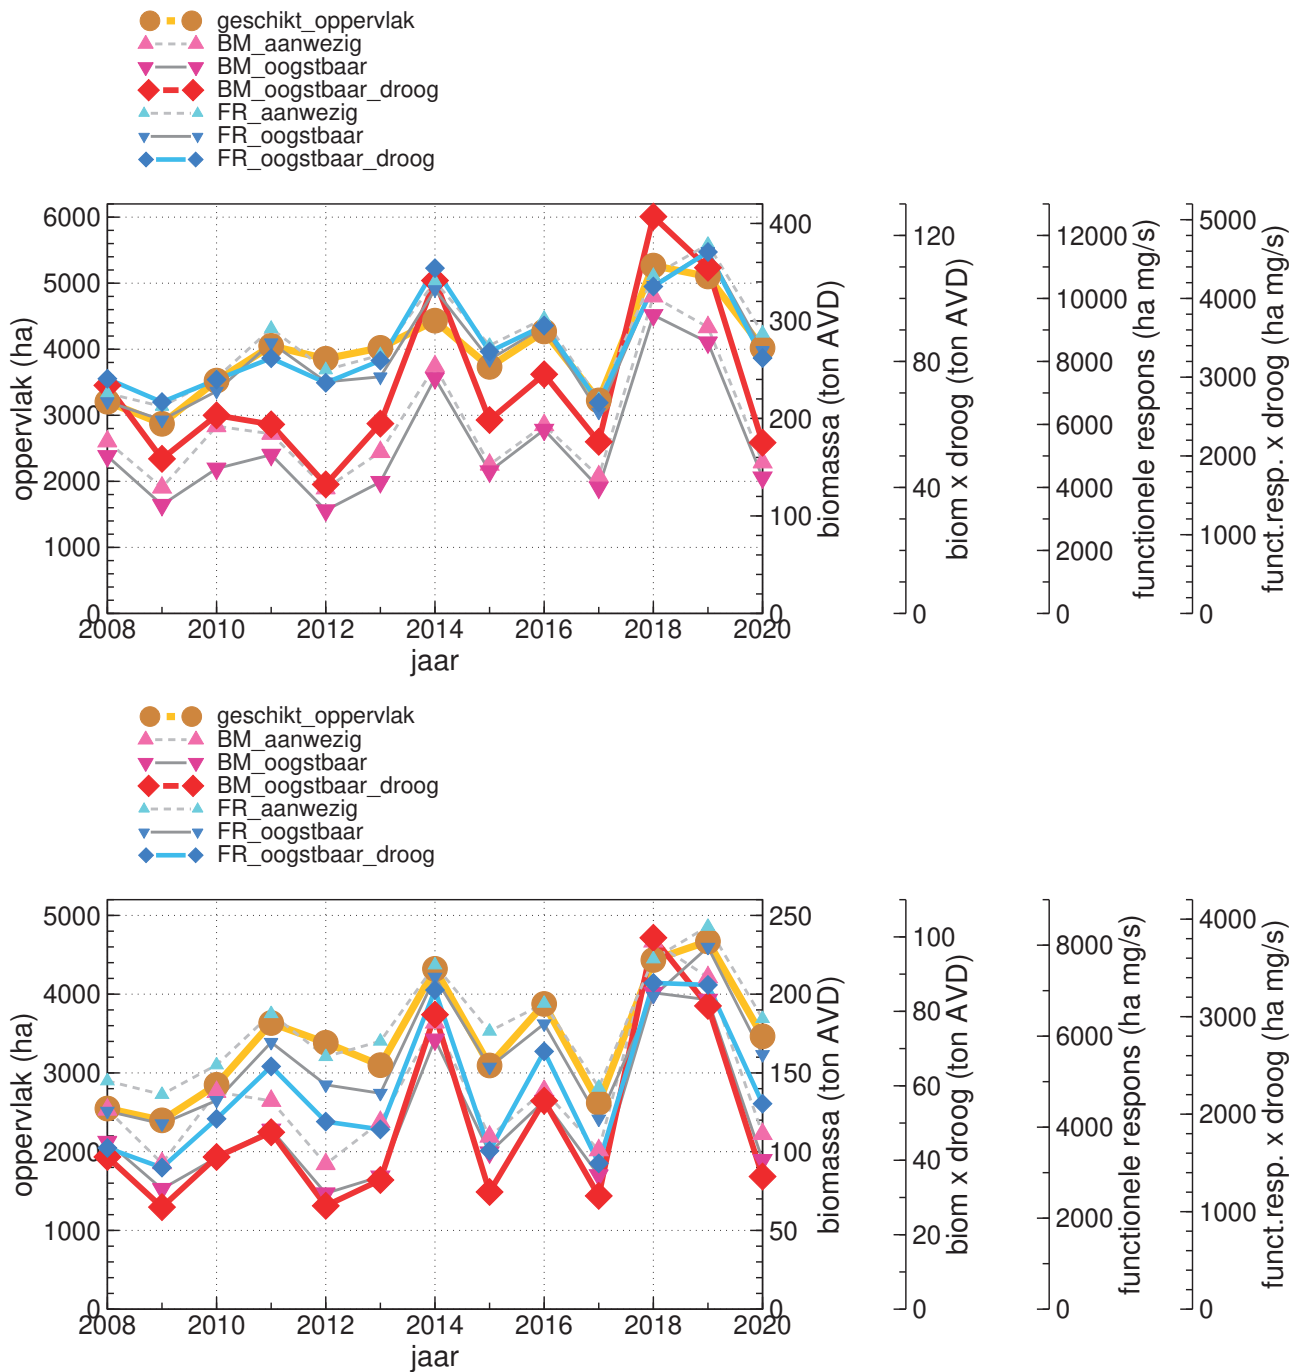 geschikt_oppervlak
BM_aanwezig
BM_oogstbaar
BM_oogstbaar_droog
FR_aanwezig
FR_oogstbaar
FR_oogstbaar_droog
oppervlak (ha)
6000
5000
4000
3000
2000
1000
0
2008 2010 2012 2014 2016 2018 2020
jaar
400
300
200
100
0
biomassa (ton AVD)
120
80
40
0
biom x droog (ton AVD)
12000
10000
8000
6000
4000
2000
0
functionele respons (ha mg/s)
5000
4000
3000
2000
1000
0
funct.resp. x droog (ha mg/s)
geschikt_oppervlak
BM_aanwezig
BM_oogstbaar
BM_oogstbaar_droog
FR_aanwezig
FR_oogstbaar
FR_oogstbaar_droog
oppervlak (ha)
5000
4000
3000
2000
1000
0
2008 2010 2012 2014 2016 2018 2020
jaar
250
200
150
100
50
0
biomassa (ton AVD)
100
80
60
40
20
0
biom x droog (ton AVD)
8000
6000
4000
2000
0
functionele respons (ha mg/s)
4000
3000
2000
1000
0
funct.resp. x droog (ha mg/s)